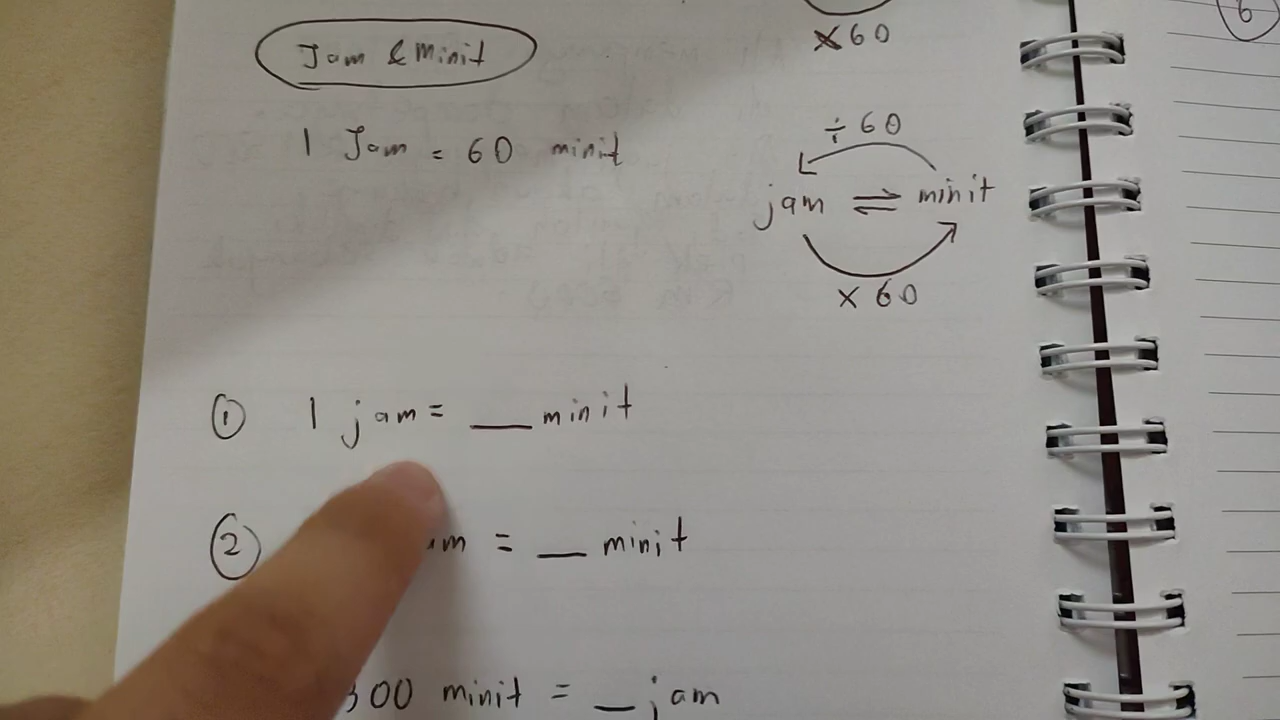 ×60
6
Jam & Minit
1 Jam = 60 minit
÷60
jam ⇌ minit
×60
① 1 jam = __ minit
② = __ minit
300 minit = __ jam